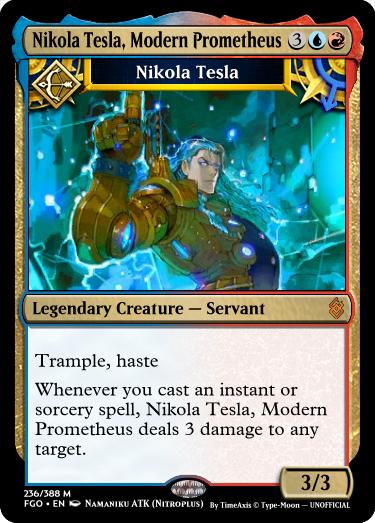 Nikola Tesla, Modern Prometheus 3
Nikola Tesla
Legendary Creature — Servant
Trample, haste
Whenever you cast an instant or
sorcery spell, Nikola Tesla, Modern
Prometheus deals 3 damage to any
target.
3/3
236/388 M
FGO • EN Namaniku ATK (Nitroplus)
By TimeAxis © Type-Moon — UNOFFICIAL